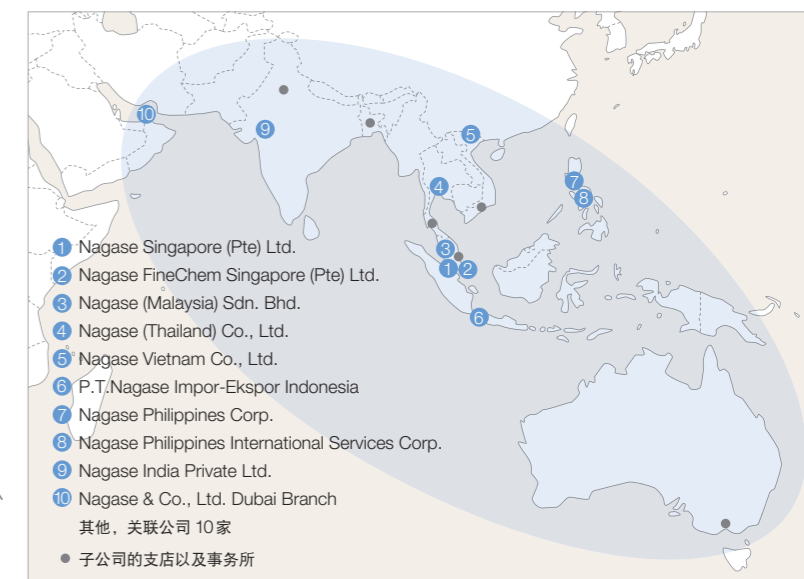 10
9
5
4
7
8
3
1 2
6
1 Nagase Singapore (Pte) Ltd.
2 Nagase FineChem Singapore (Pte) Ltd.
3 Nagase (Malaysia) Sdn. Bhd.
4 Nagase (Thailand) Co., Ltd.
5 Nagase Vietnam Co., Ltd.
6 P.T.Nagase Impor-Ekspor Indonesia
7 Nagase Philippines Corp.
8 Nagase Philippines International Services Corp.
9 Nagase India Private Ltd.
10 Nagase & Co., Ltd. Dubai Branch
其他，关联公司 10 家
● 子公司的支店以及事务所